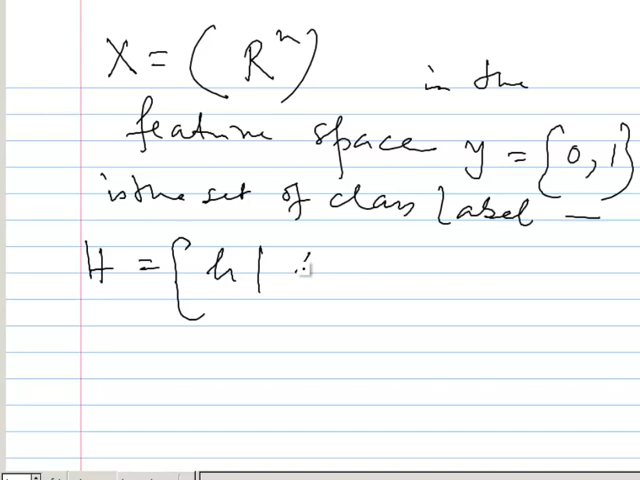 X = (R^n) in the
feature space y = {0, 1}
is the set of class label —
H = { h |